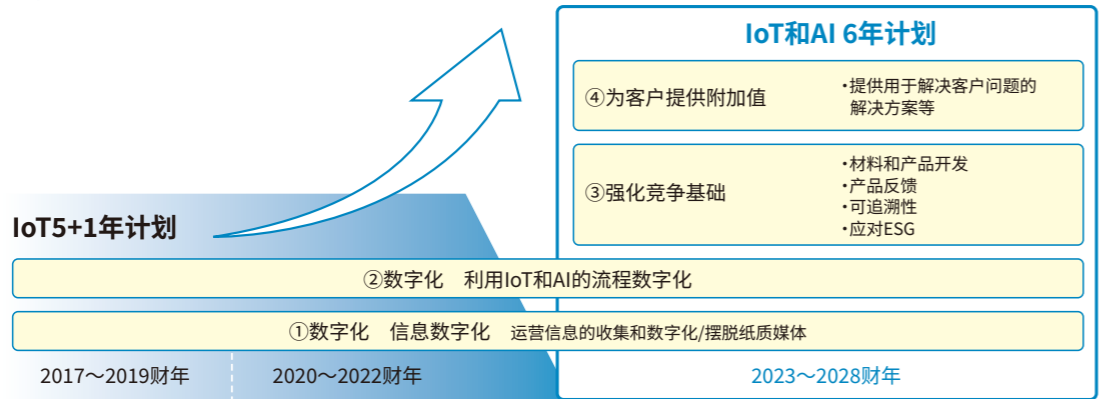 IoT和AI 6年计划
④为客户提供附加值
・提供用于解决客户问题的
解决方案等
③强化竞争基础
・材料和产品开发
・产品反馈
・可追溯性
・应对ESG
IoT5+1年计划
②数字化 利用IoT和AI的流程数字化
①数字化 信息数字化 运营信息的收集和数字化/摆脱纸质媒体
2017～2019财年
2020～2022财年
2023～2028财年